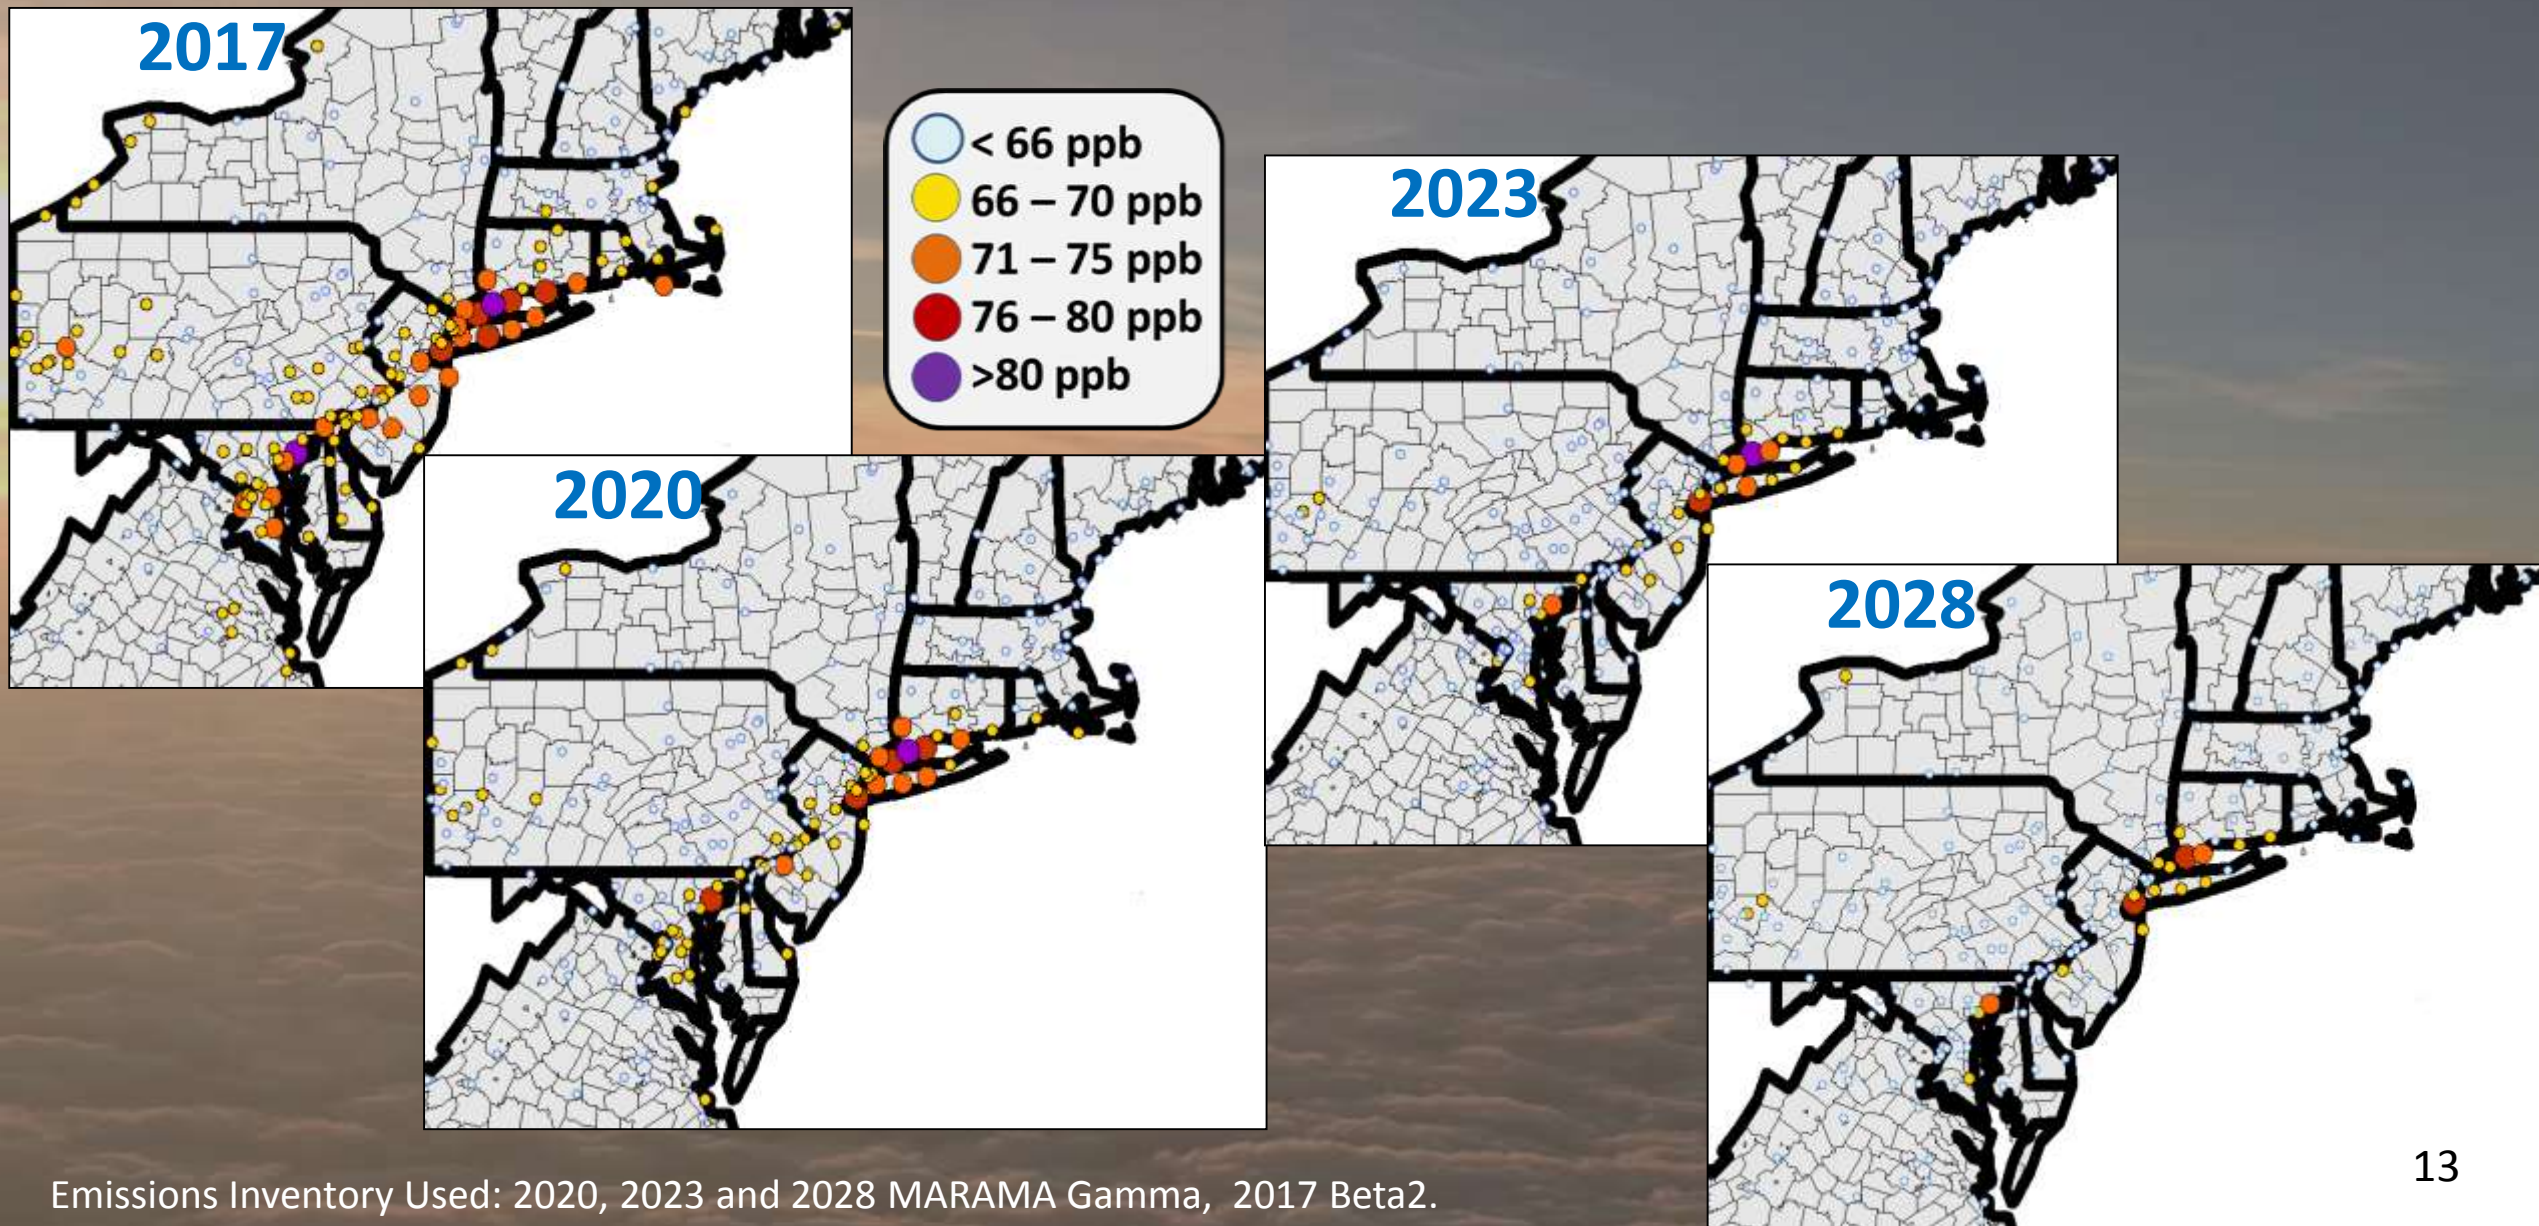 2017
< 66 ppb
66 – 70 ppb
71 – 75 ppb
76 – 80 ppb
>80 ppb
2023
2020
2028
13
Emissions Inventory Used: 2020, 2023 and 2028 MARAMA Gamma, 2017 Beta2.